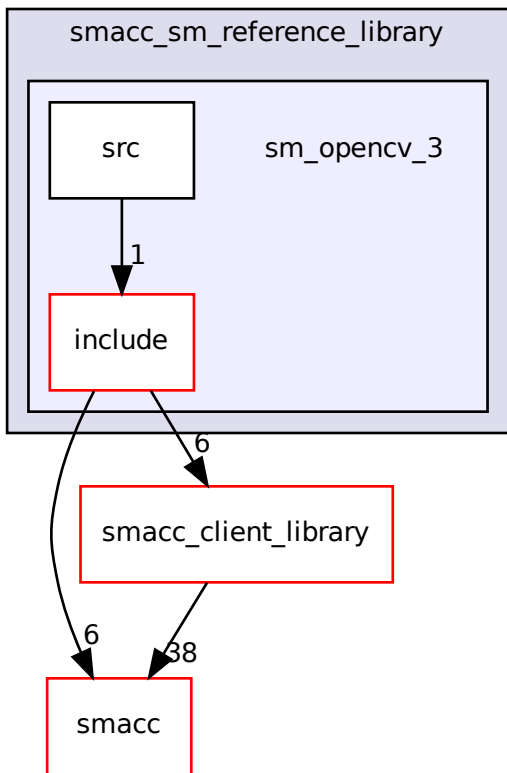 smacc_sm_reference_library
src
sm_opencv_3
1
include
6
smacc_client_library
6
38
smacc